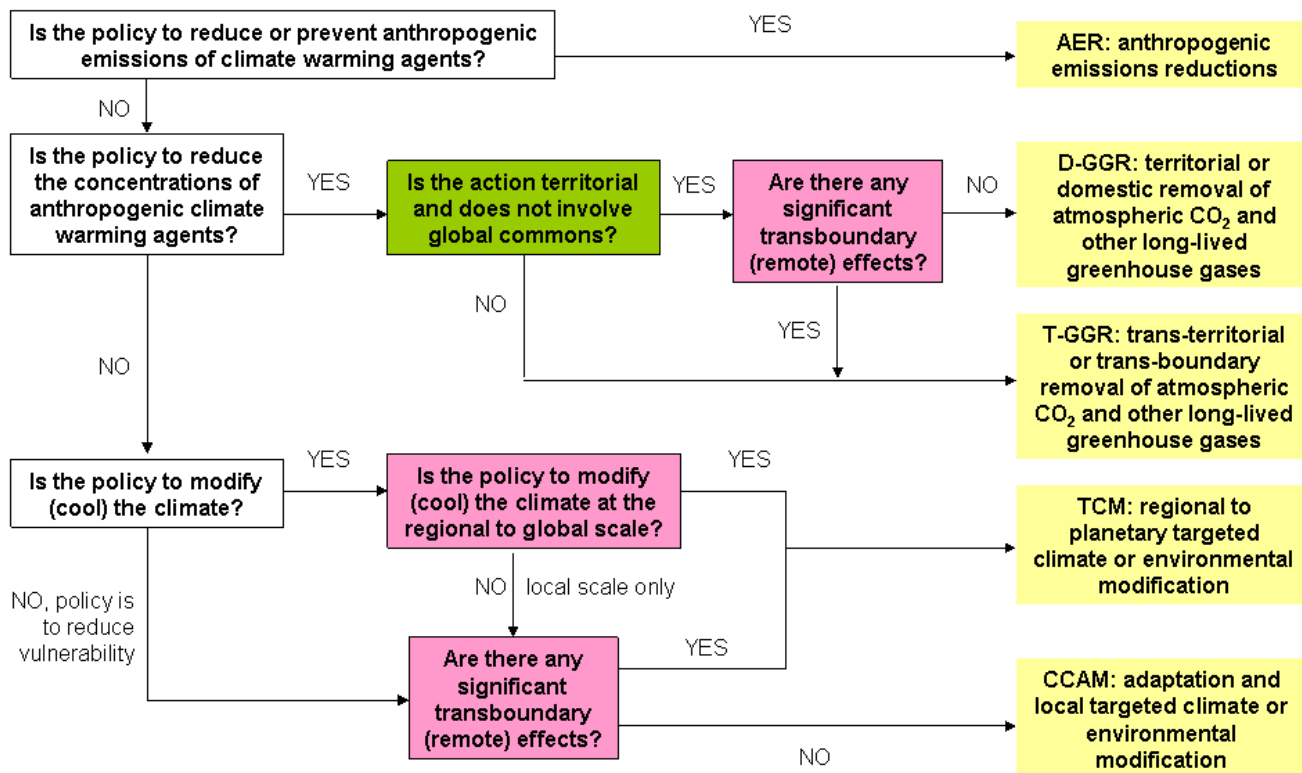 Is the policy to reduce or prevent anthropogenic
emissions of climate warming agents?
YES
AER: anthropogenic
emissions reductions
NO
Is the policy to reduce
the concentrations of
anthropogenic climate
warming agents?
YES
Is the action territorial
and does not involve
global commons?
YES
Are there any
significant
transboundary
(remote) effects?
NO
D-GGR: territorial or
domestic removal of
atmospheric CO₂ and
other long-lived
greenhouse gases
NO
YES
T-GGR: trans-territorial
or trans-boundary
removal of atmospheric
CO₂ and other long-lived
greenhouse gases
NO
Is the policy to modify
(cool) the climate?
YES
Is the policy to modify
(cool) the climate at the
regional to global scale?
YES
TCM: regional to
planetary targeted
climate or environmental
modification
NO local scale only
NO, policy is
to reduce
vulnerability
Are there any
significant
transboundary
(remote) effects?
YES
NO
CCAM: adaptation and
local targeted climate or
environmental
modification